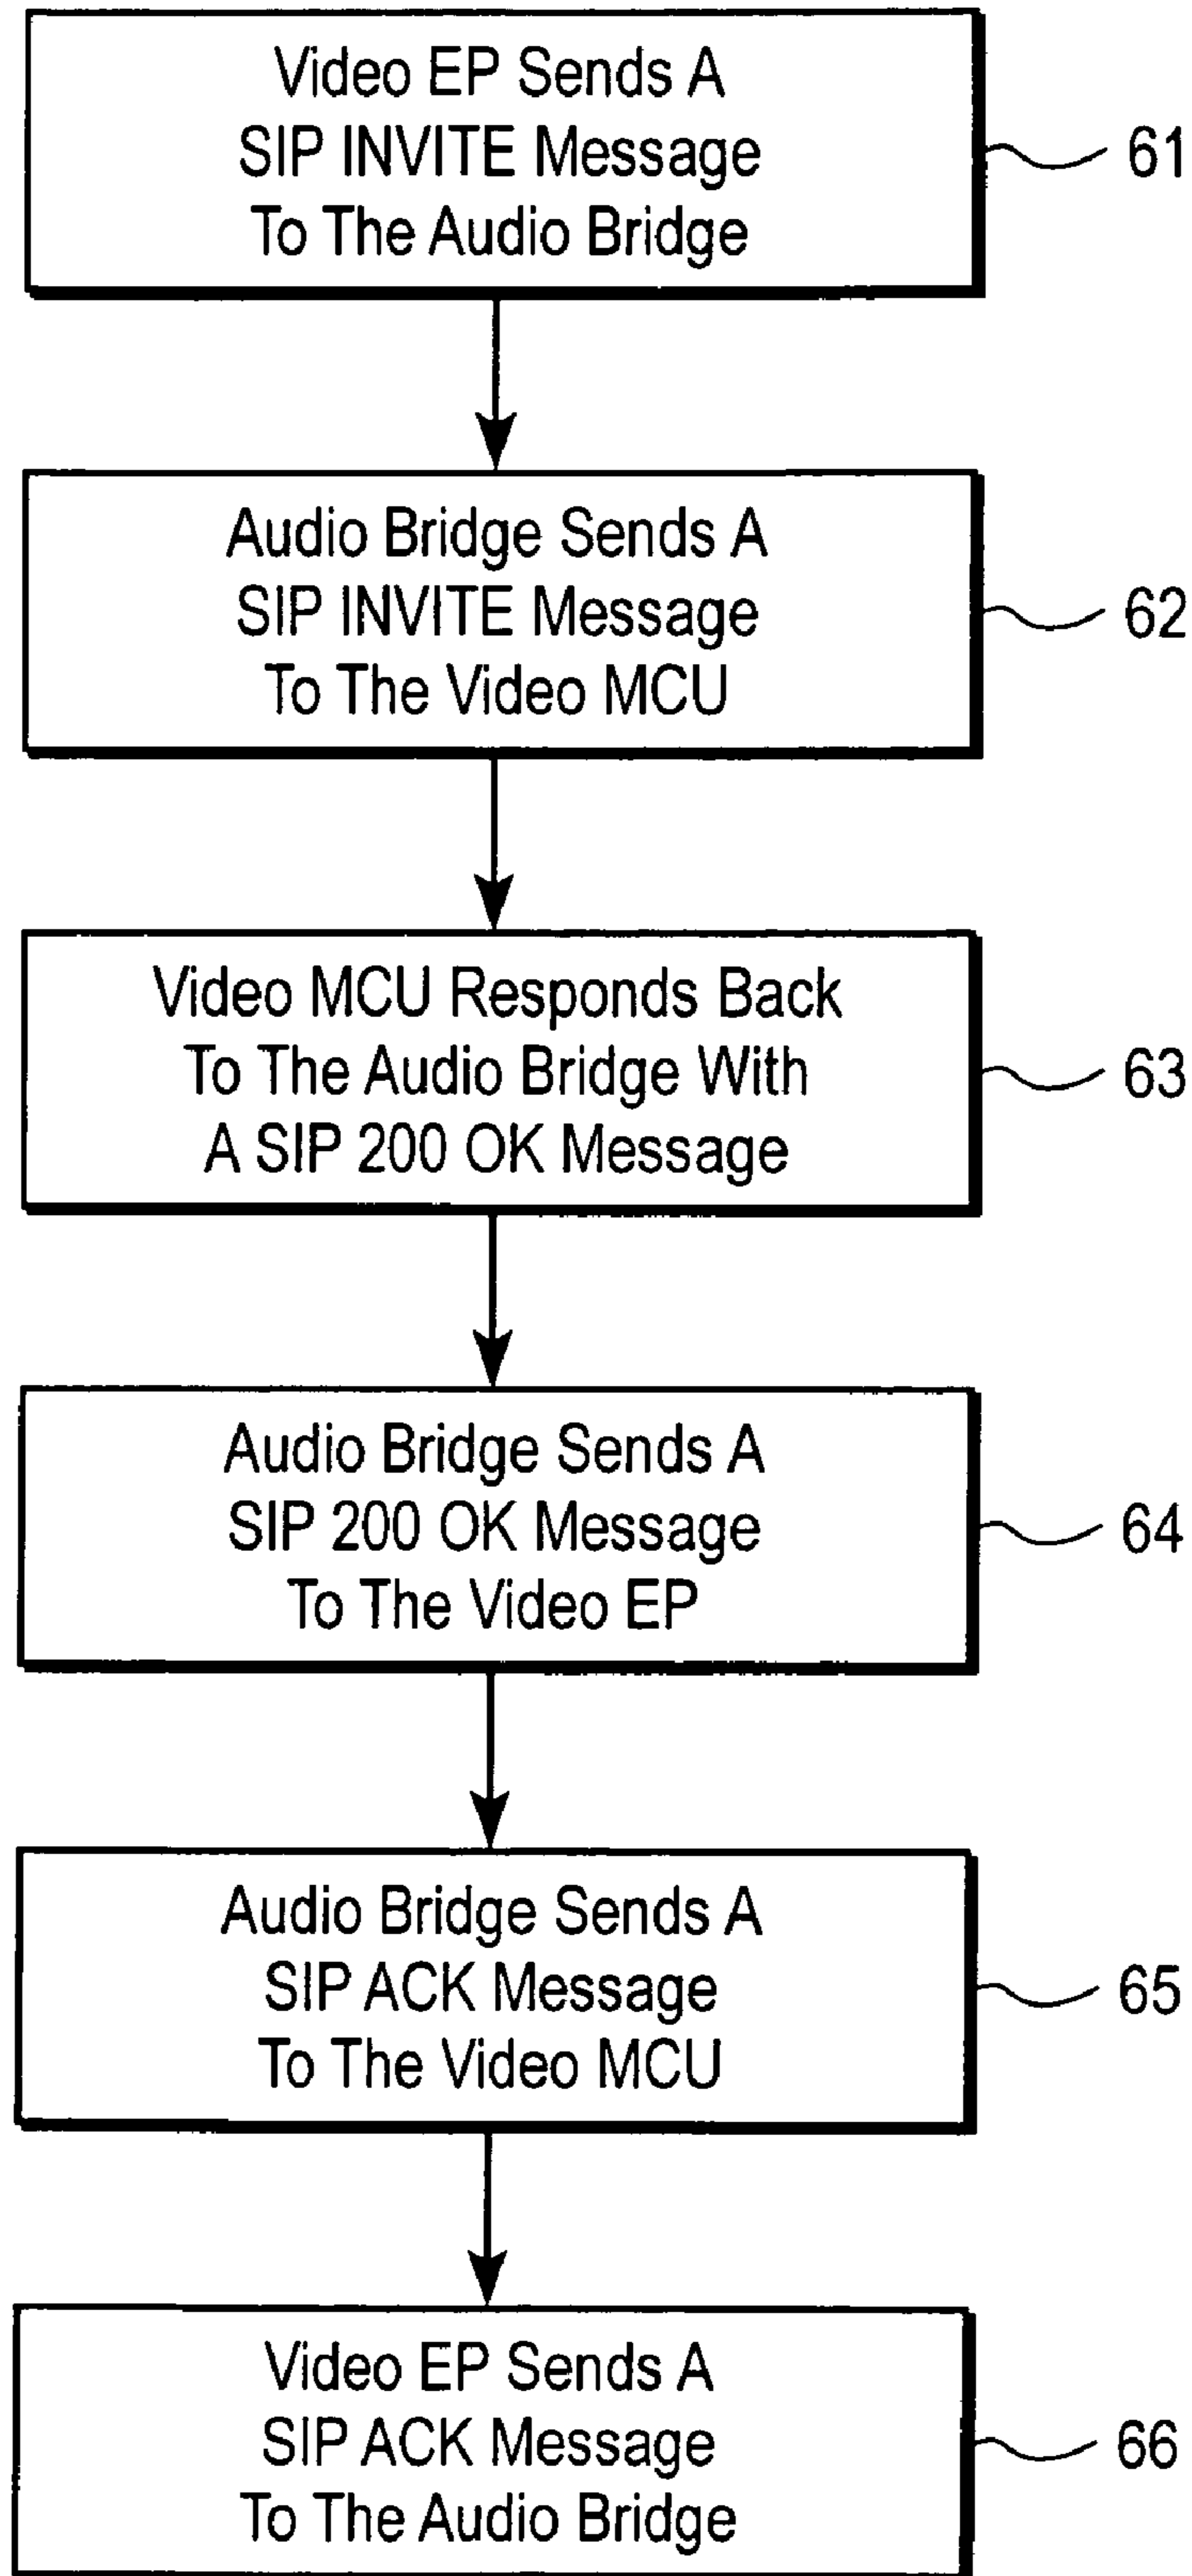 Video EP Sends A
SIP INVITE Message
To The Audio Bridge
61
Audio Bridge Sends A
SIP INVITE Message
To The Video MCU
62
Video MCU Responds Back
To The Audio Bridge With
A SIP 200 OK Message
63
Audio Bridge Sends A
SIP 200 OK Message
To The Video EP
64
Audio Bridge Sends A
SIP ACK Message
To The Video MCU
65
Video EP Sends A
SIP ACK Message
To The Audio Bridge
66